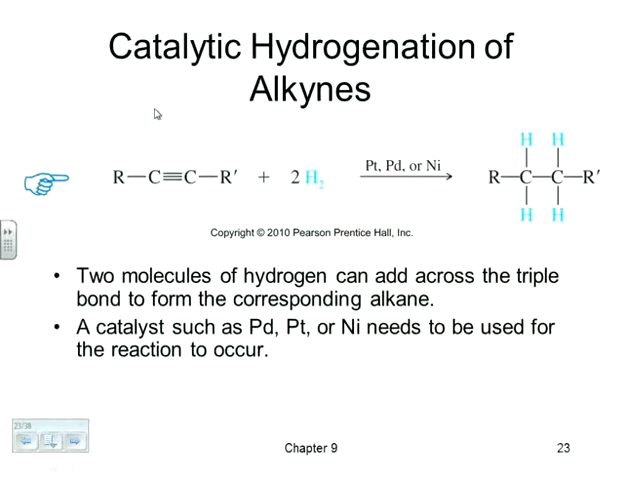 Catalytic Hydrogenation of
Alkynes
R—C≡C—R′ + 2 H₂ Pt, Pd, or Ni
H H
R—C—C—R′
H H
Copyright © 2010 Pearson Prentice Hall, Inc.
• Two molecules of hydrogen can add across the triple
bond to form the corresponding alkane.
• A catalyst such as Pd, Pt, or Ni needs to be used for
the reaction to occur.
23/38
Chapter 9
23